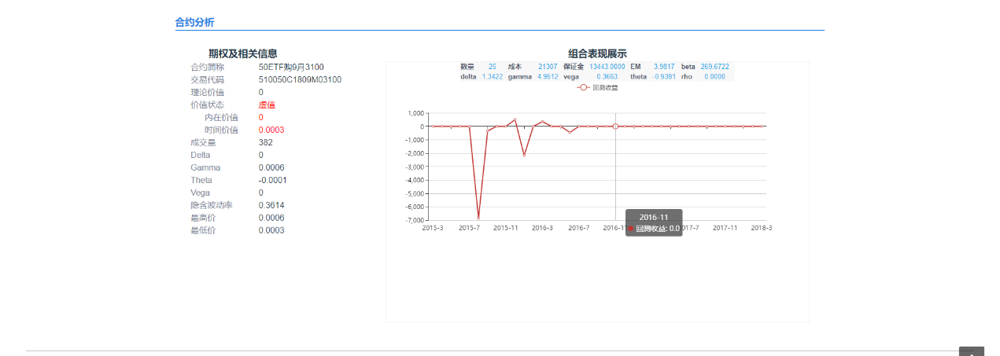 合约分析
期权及相关信息
合约简称 50ETF购9月3100
交易代码 510050C1809M03100
理论价值 0
价值状态 虚值
内在价值 0
时间价值 0.0003
成交量 382
Delta 0
Gamma 0.0006
Theta -0.0001
Vega 0
隐含波动率 0.3614
最高价 0.0006
最低价 0.0003
组合表现展示
数量 25 成本 21307 保证金 13443.0000 EM 3.9817 beta 269.6722
delta 1.3422 gamma 4.9512 vega 0.3663 theta -0.9391 rho 0.0000
回测收益
1,000
0
-1,000
-2,000
-3,000
-4,000
-5,000
-6,000
-7,000
2015-3 2015-7 2015-11 2016-3 2016-7 2016-11 017-7 2017-11 2018-3
2016-11
回测收益: 0.0